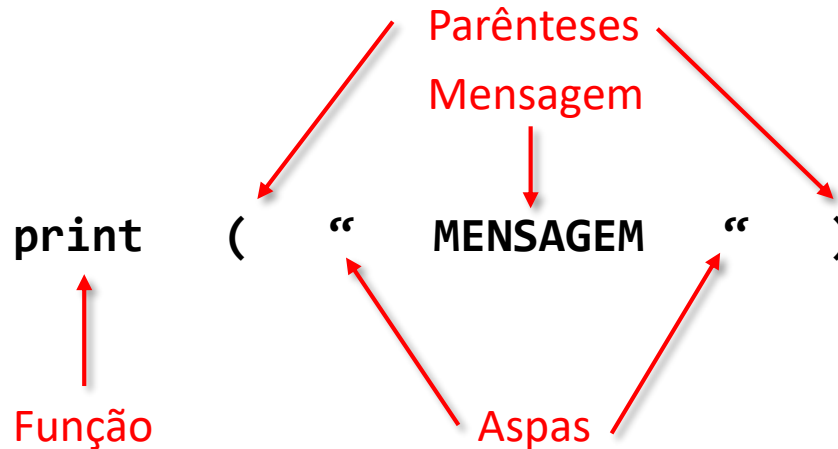 Parênteses
Mensagem
print ( “ MENSAGEM “ )
Função Aspas